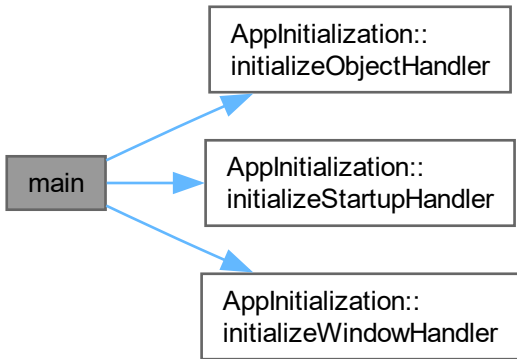 AppInitialization::
initializeObjectHandler
main
AppInitialization::
initializeStartupHandler
AppInitialization::
initializeWindowHandler